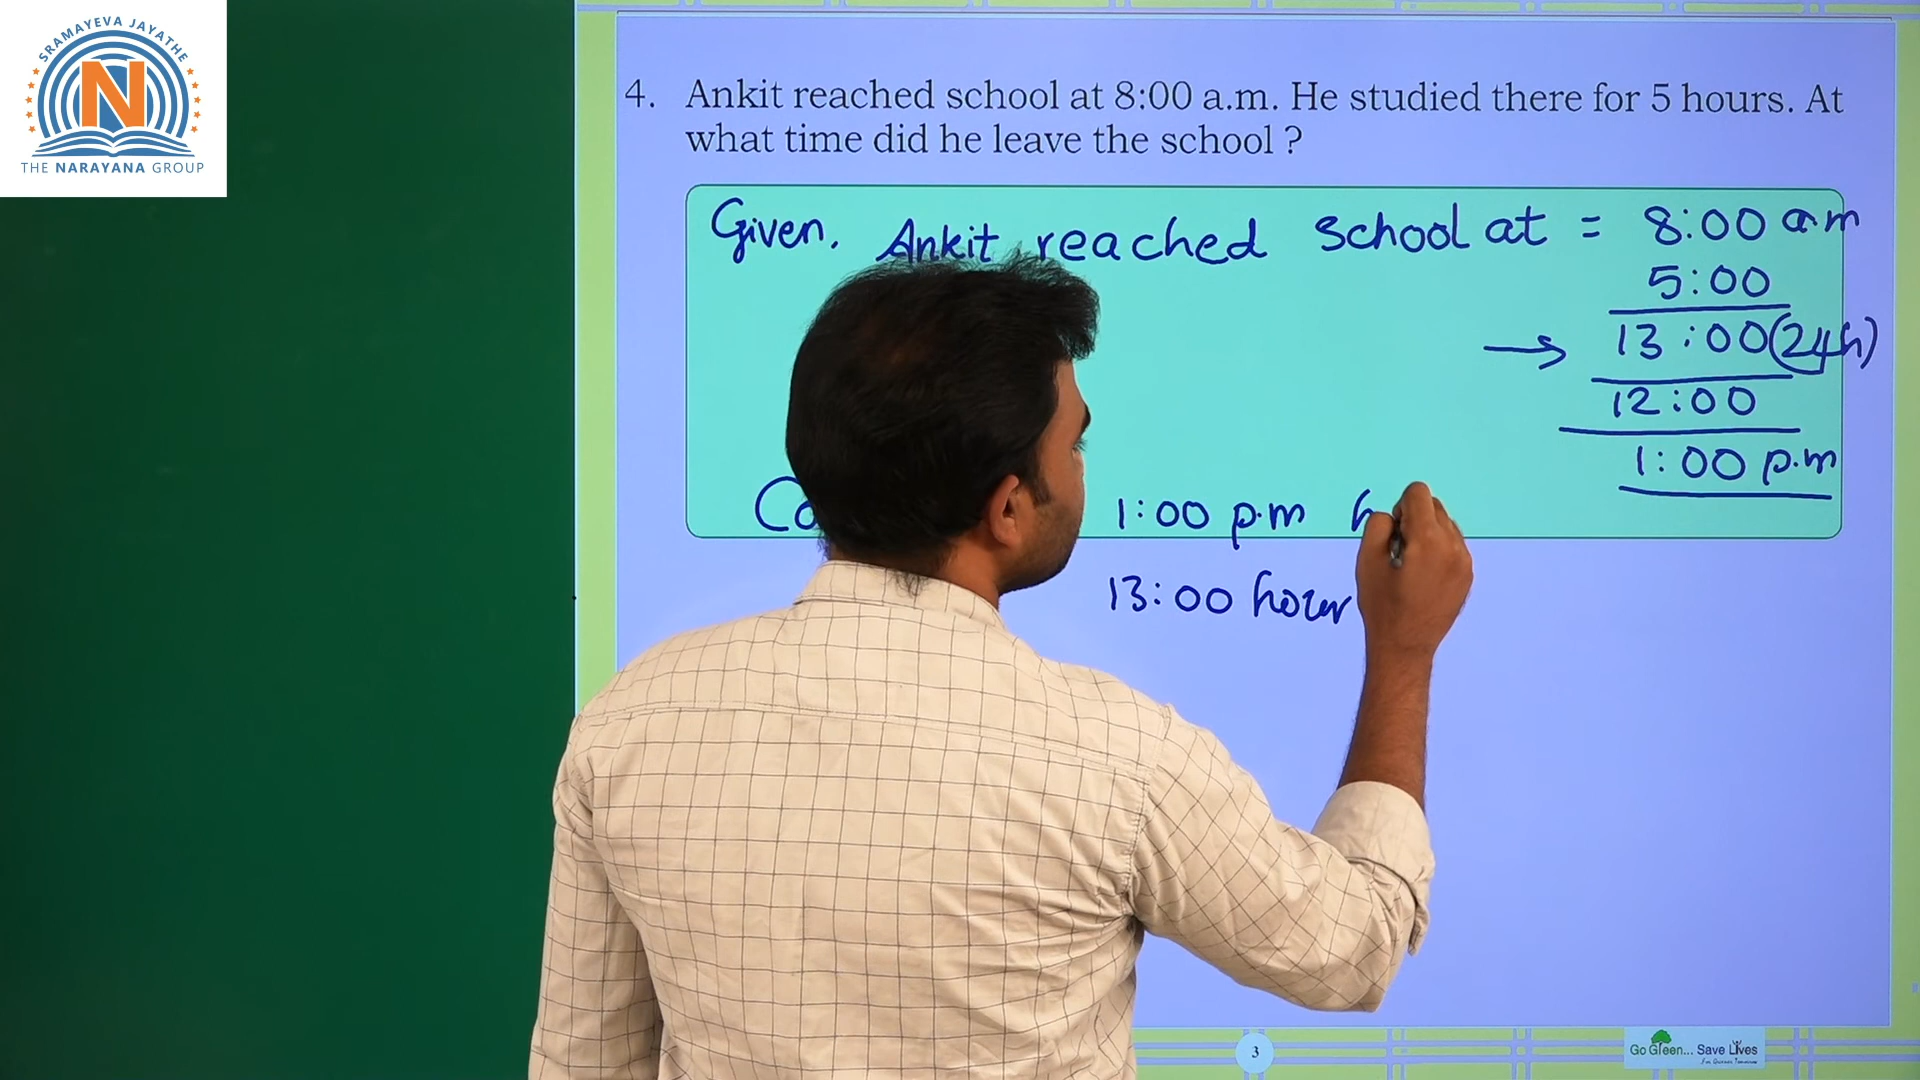 SRAMAYEVA JAYATHE
N
THE NARAYANA GROUP
4. Ankit reached school at 8:00 a.m. He studied there for 5 hours. At
what time did he leave the school ?
Given. Ankit reached school at = 8:00 a.m
5:00
→ 13:00(24h)
12:00
1:00 p.m
1:00 p.m h
13:00 hour
3
Go Green... Save Lives